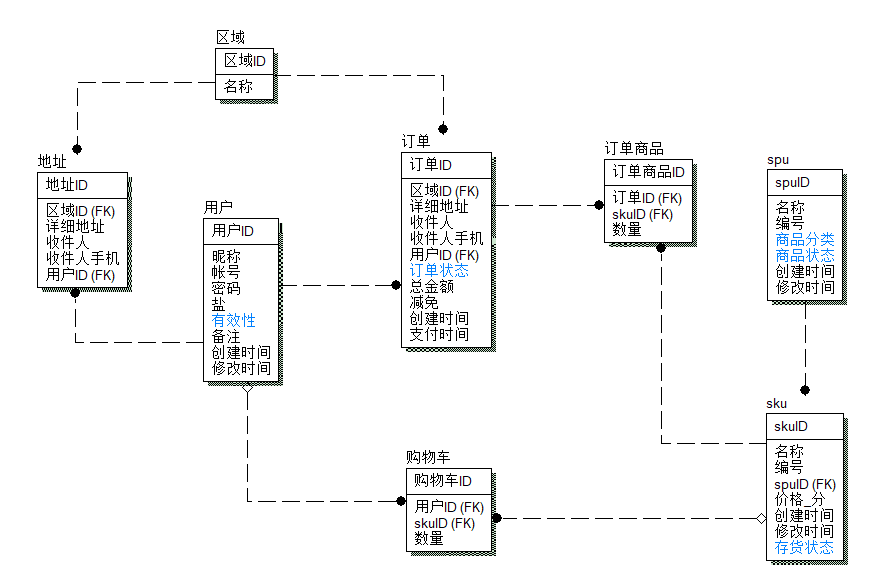 区域
区域ID
名称
地址
地址ID
区域ID (FK)
详细地址
收件人
收件人手机
用户ID (FK)
用户
用户ID
昵称
帐号
密码
盐
有效性
备注
创建时间
修改时间
订单
订单ID
区域ID (FK)
详细地址
收件人
收件人手机
用户ID (FK)
订单状态
总金额
减免
创建时间
支付时间
订单商品
订单商品ID
订单ID (FK)
skuID (FK)
数量
spu
spuID
名称
编号
商品分类
商品状态
创建时间
修改时间
购物车
购物车ID
用户ID (FK)
skuID (FK)
数量
sku
skuID
名称
编号
spuID (FK)
价格_分
创建时间
修改时间
存货状态